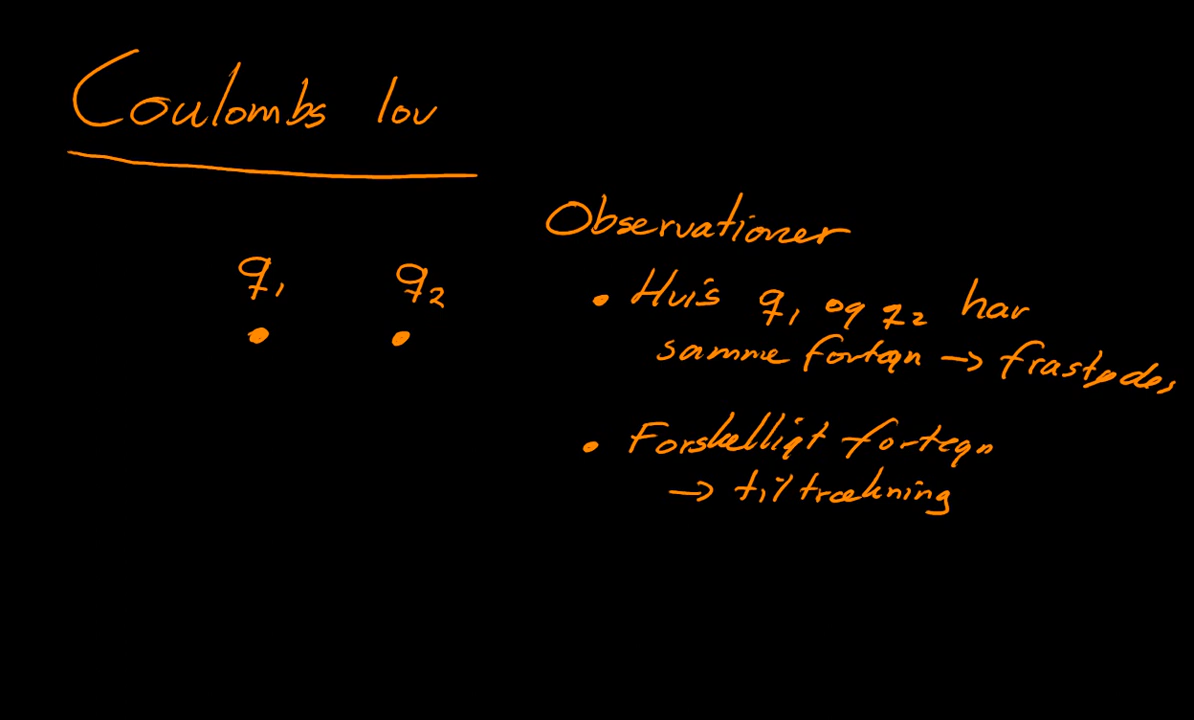 Coulombs lov
q₁ q₂
Observationer
• Hvis q₁ og q₂ har
samme fortegn → frastødes
• Forskelligt fortegn
→ tiltrækning